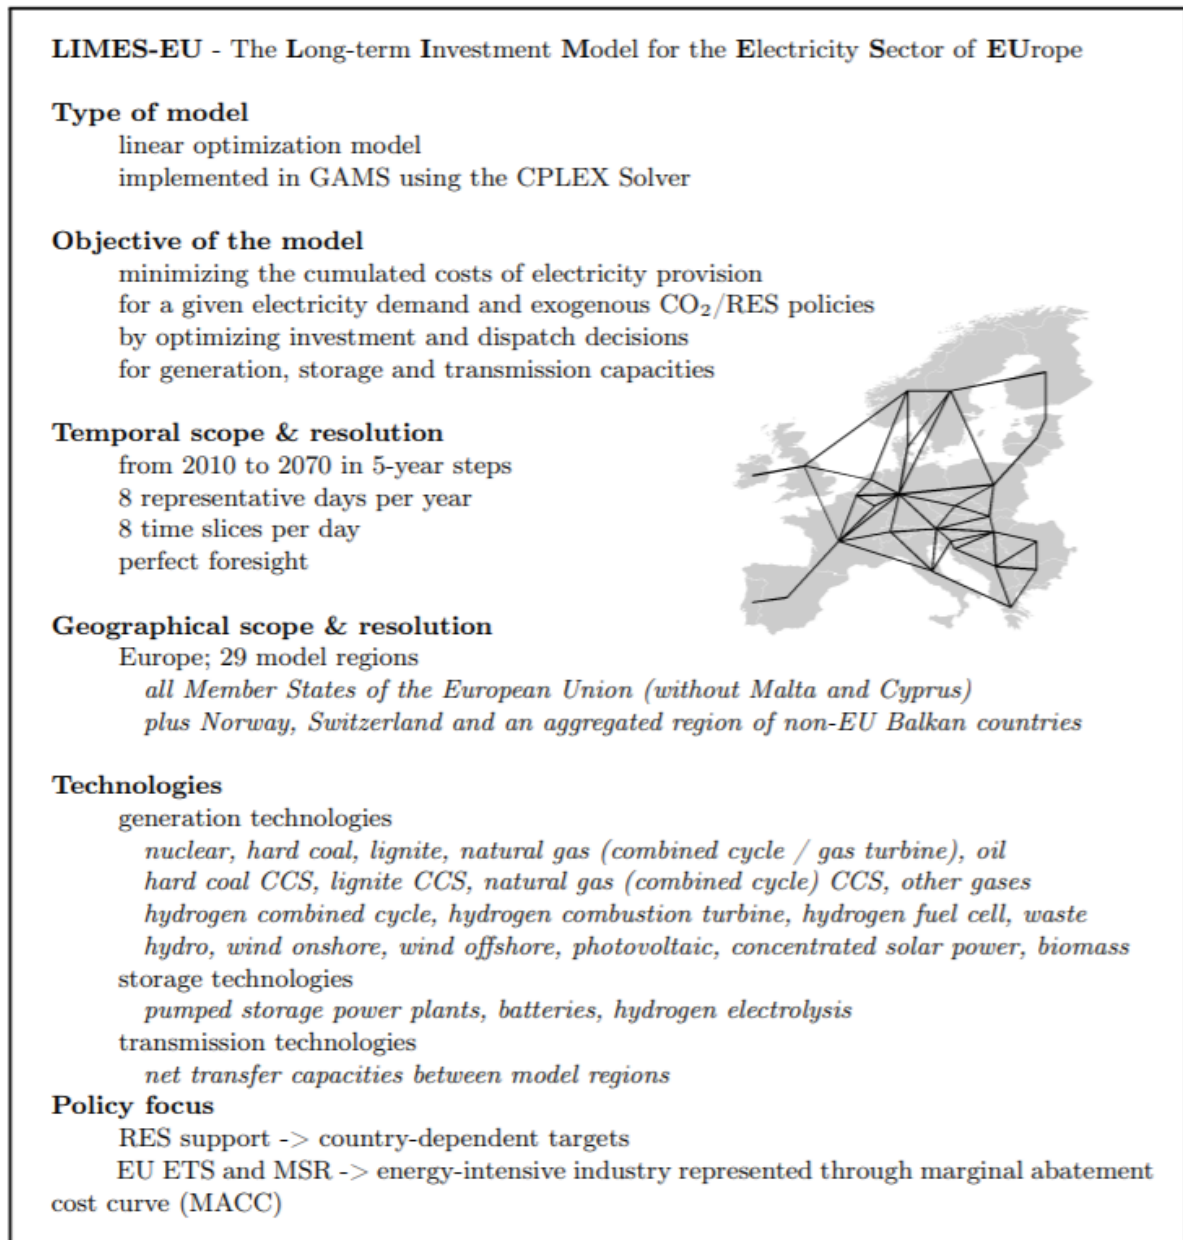 LIMES-EU - The Long-term Investment Model for the Electricity Sector of EUrope
Type of model
linear optimization model
implemented in GAMS using the CPLEX Solver
Objective of the model
minimizing the cumulated costs of electricity provision
for a given electricity demand and exogenous CO₂/RES policies
by optimizing investment and dispatch decisions
for generation, storage and transmission capacities
Temporal scope & resolution
from 2010 to 2070 in 5-year steps
8 representative days per year
8 time slices per day
perfect foresight
Geographical scope & resolution
Europe; 29 model regions
all Member States of the European Union (without Malta and Cyprus)
plus Norway, Switzerland and an aggregated region of non-EU Balkan countries
Technologies
generation technologies
nuclear, hard coal, lignite, natural gas (combined cycle / gas turbine), oil
hard coal CCS, lignite CCS, natural gas (combined cycle) CCS, other gases
hydrogen combined cycle, hydrogen combustion turbine, hydrogen fuel cell, waste
hydro, wind onshore, wind offshore, photovoltaic, concentrated solar power, biomass
storage technologies
pumped storage power plants, batteries, hydrogen electrolysis
transmission technologies
net transfer capacities between model regions
Policy focus
RES support -> country-dependent targets
EU ETS and MSR -> energy-intensive industry represented through marginal abatement
cost curve (MACC)